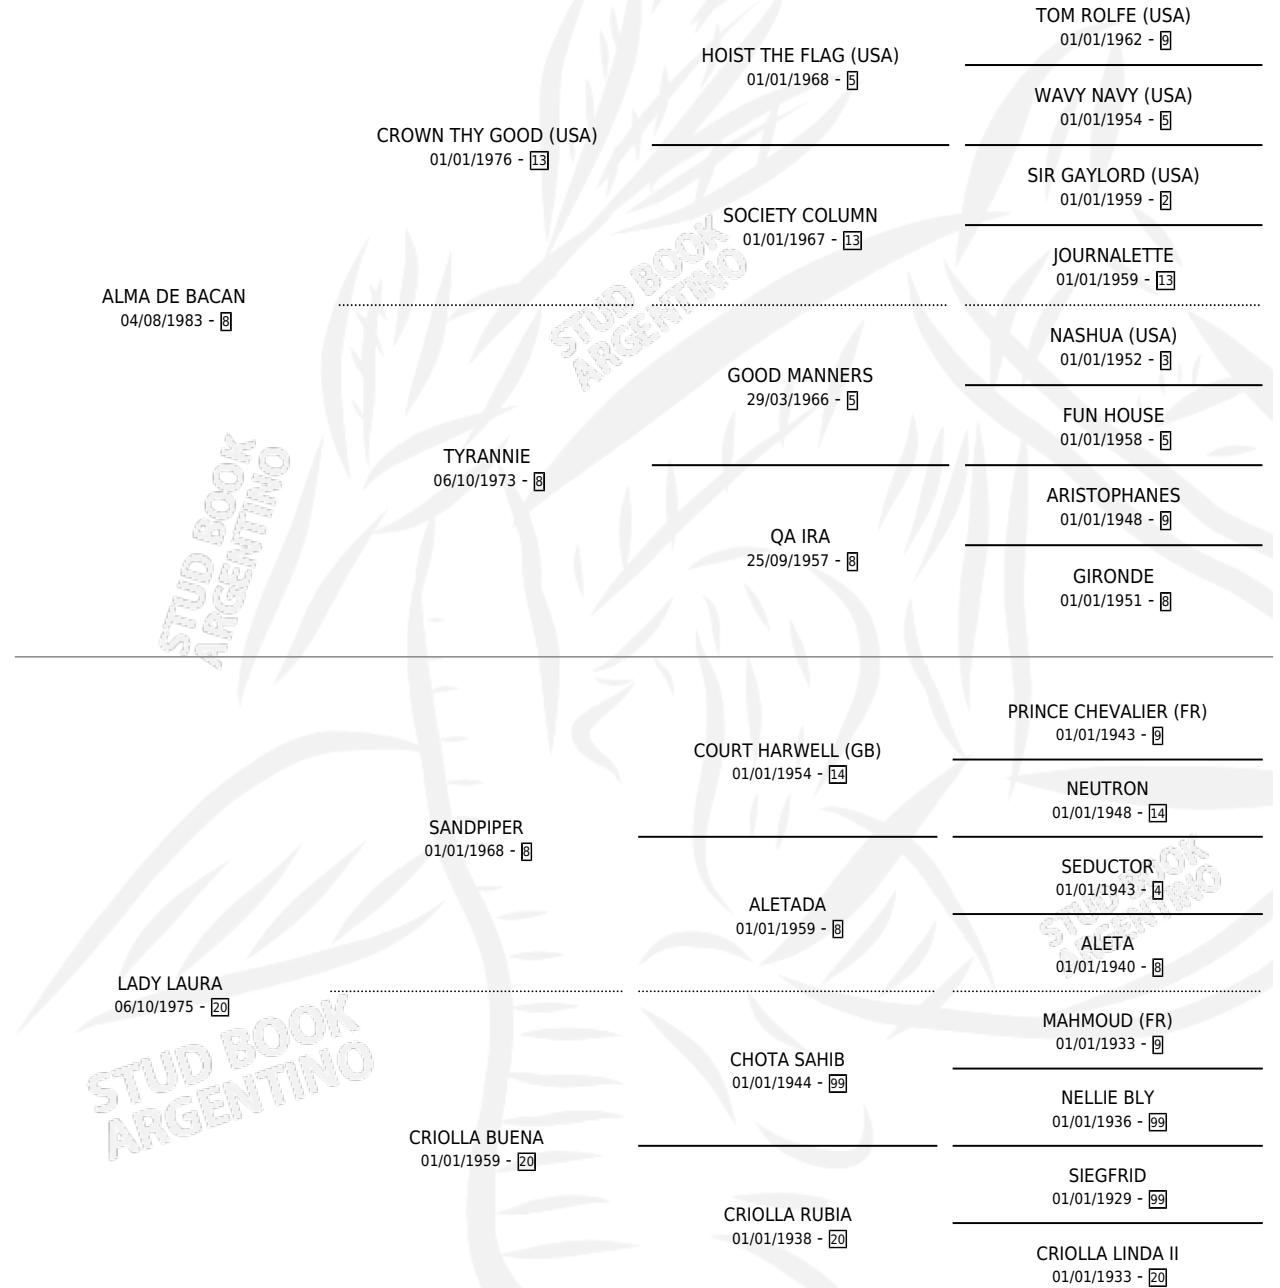 TOM ROLFE (USA)
01/01/1962 - 9
HOIST THE FLAG (USA)
01/01/1968 - 5
WAVY NAVY (USA)
01/01/1954 - 5
CROWN THY GOOD (USA)
01/01/1976 - 13
SIR GAYLORD (USA)
01/01/1959 - 2
SOCIETY COLUMN
01/01/1967 - 13
JOURNALETTE
01/01/1959 - 13
ALMA DE BACAN
04/08/1983 - 8
STUD BOOK
ARGENTINO
NASHUA (USA)
01/01/1952 - 3
GOOD MANNERS
29/03/1966 - 5
FUN HOUSE
01/01/1958 - 5
TYRANNIE
06/10/1973 - 8
ARISTOPHANES
01/01/1948 - 9
QA IRA
25/09/1957 - 8
GIRONDE
01/01/1951 - 8
STUD BOOK
ARGENTINO
PRINCE CHEVALIER (FR)
01/01/1943 - 9
COURT HARWELL (GB)
01/01/1954 - 14
NEUTRON
01/01/1948 - 14
SANDPIPER
01/01/1968 - 8
SEDUCTOR
01/01/1943 - 4
ALETADA
01/01/1959 - 8
STUD BOOK
ARGENTINO
ALETA
01/01/1940 - 8
LADY LAURA
06/10/1975 - 20
STUD BOOK
ARGENTINO
MAHMOUD (FR)
01/01/1933 - 9
CHOTA SAHIB
01/01/1944 - 99
NELLIE BLY
01/01/1936 - 99
CRIOLLA BUENA
01/01/1959 - 20
SIEGFRID
01/01/1929 - 99
CRIOLLA RUBIA
01/01/1938 - 20
CRIOLLA LINDA II
01/01/1933 - 20